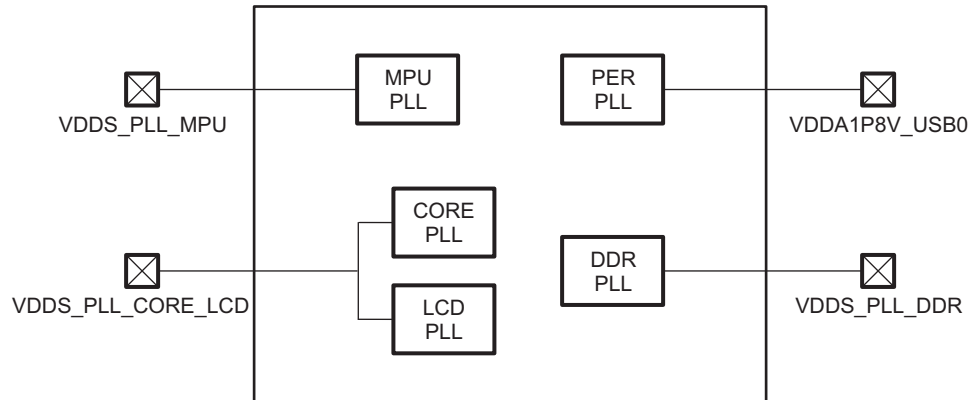 MPU
PLL
PER
PLL
VDDS_PLL_MPU
VDDA1P8V_USB0
CORE
PLL
DDR
PLL
VDDS_PLL_CORE_LCD
LCD
PLL
VDDS_PLL_DDR